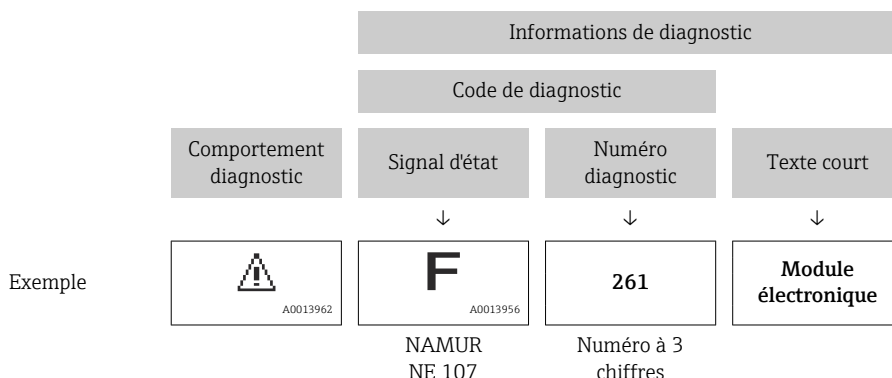 Informations de diagnostic
Code de diagnostic
Comportement
diagnostic
Signal d'état
Numéro
diagnostic
Texte court
↓ ↓ ↓
Exemple
A0013962
F
A0013956
261
Module
électronique
NAMUR
NE 107
Numéro à 3
chiffres